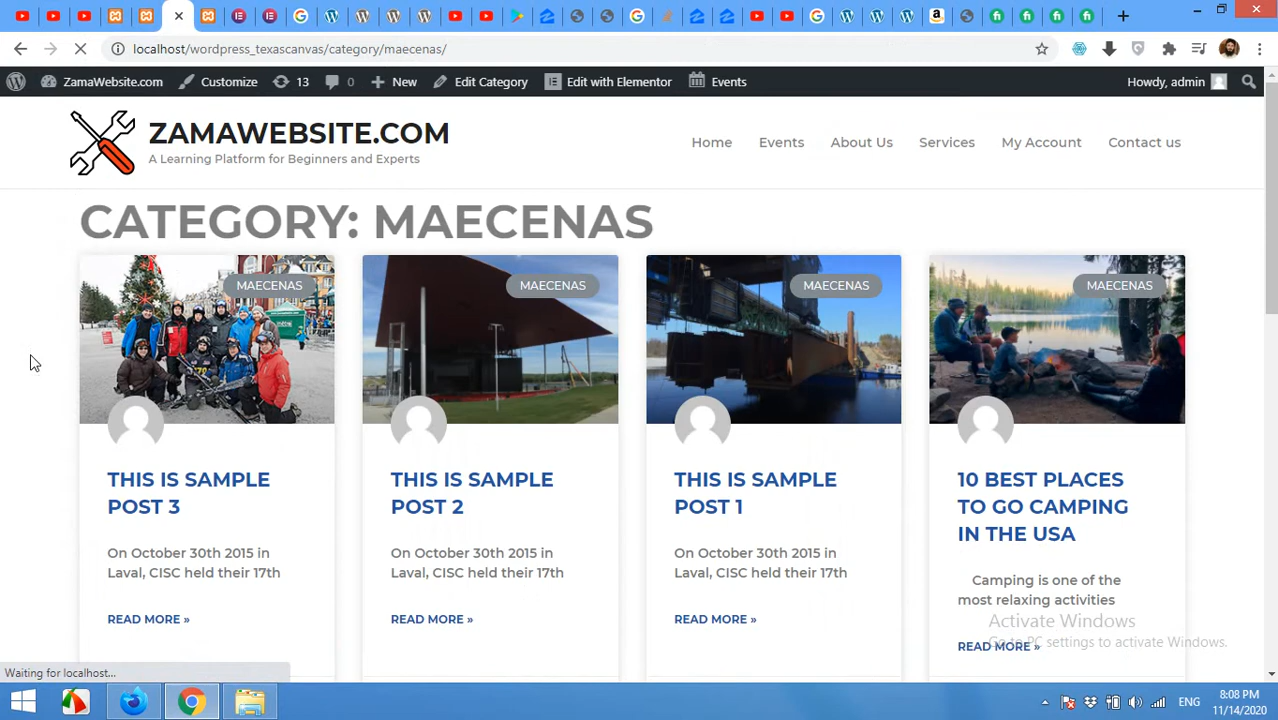 localhost/wordpress_texascanvas/category/maecenas/
ZamaWebsite.com Customize 13 0 New Edit Category Edit with Elementor Events Howdy, admin
ZAMAWEBSITE.COM
A Learning Platform for Beginners and Experts
Home Events About Us Services My Account Contact us
CATEGORY: MAECENAS
MAECENAS MAECENAS MAECENAS MAECENAS
THIS IS SAMPLE
POST 3
On October 30th 2015 in
Laval, CISC held their 17th
READ MORE »
THIS IS SAMPLE
POST 2
On October 30th 2015 in
Laval, CISC held their 17th
READ MORE »
THIS IS SAMPLE
POST 1
On October 30th 2015 in
Laval, CISC held their 17th
READ MORE »
10 BEST PLACES
TO GO CAMPING
IN THE USA
Camping is one of the
most relaxing activities
READ MORE »
Activate Windows
Go to PC settings to activate Windows.
Waiting for localhost...
ENG
8:08 PM
11/14/2020